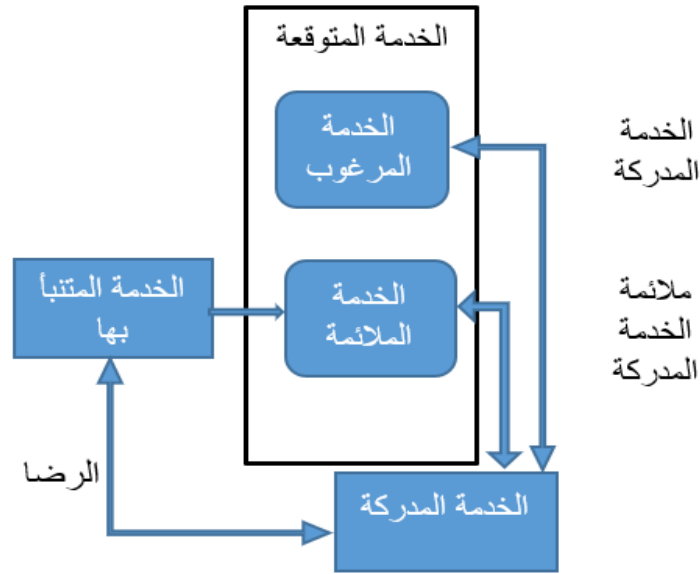 الخدمة المتوقعة
الخدمة
المرغوب
الخدمة
المدركة
الخدمة
الملائمة
ملائمة
الخدمة
المدركة
الخدمة المتنبأ
بها
الرضا
الخدمة المدركة